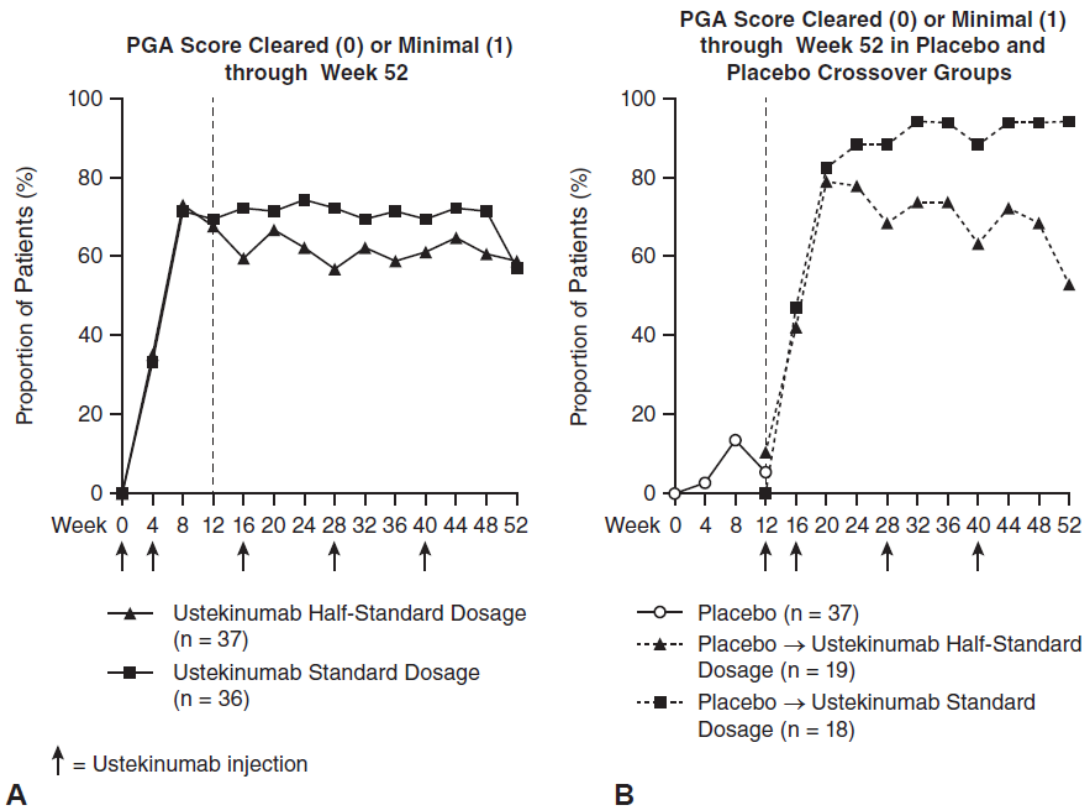 PGA Score Cleared (0) or Minimal (1)
through Week 52
Proportion of Patients (%)
100
80
60
40
20
0
Week 0 4 8 12 16 20 24 28 32 36 40 44 48 52
Ustekinumab Half-Standard Dosage
(n = 37)
Ustekinumab Standard Dosage
(n = 36)
= Ustekinumab injection
A
PGA Score Cleared (0) or Minimal (1)
through Week 52 in Placebo and
Placebo Crossover Groups
Proportion of Patients (%)
100
80
60
40
20
0
Week 0 4 8 12 16 20 24 28 32 36 40 44 48 52
Placebo (n = 37)
Placebo → Ustekinumab Half-Standard
Dosage (n = 19)
Placebo → Ustekinumab Standard
Dosage (n = 18)
B